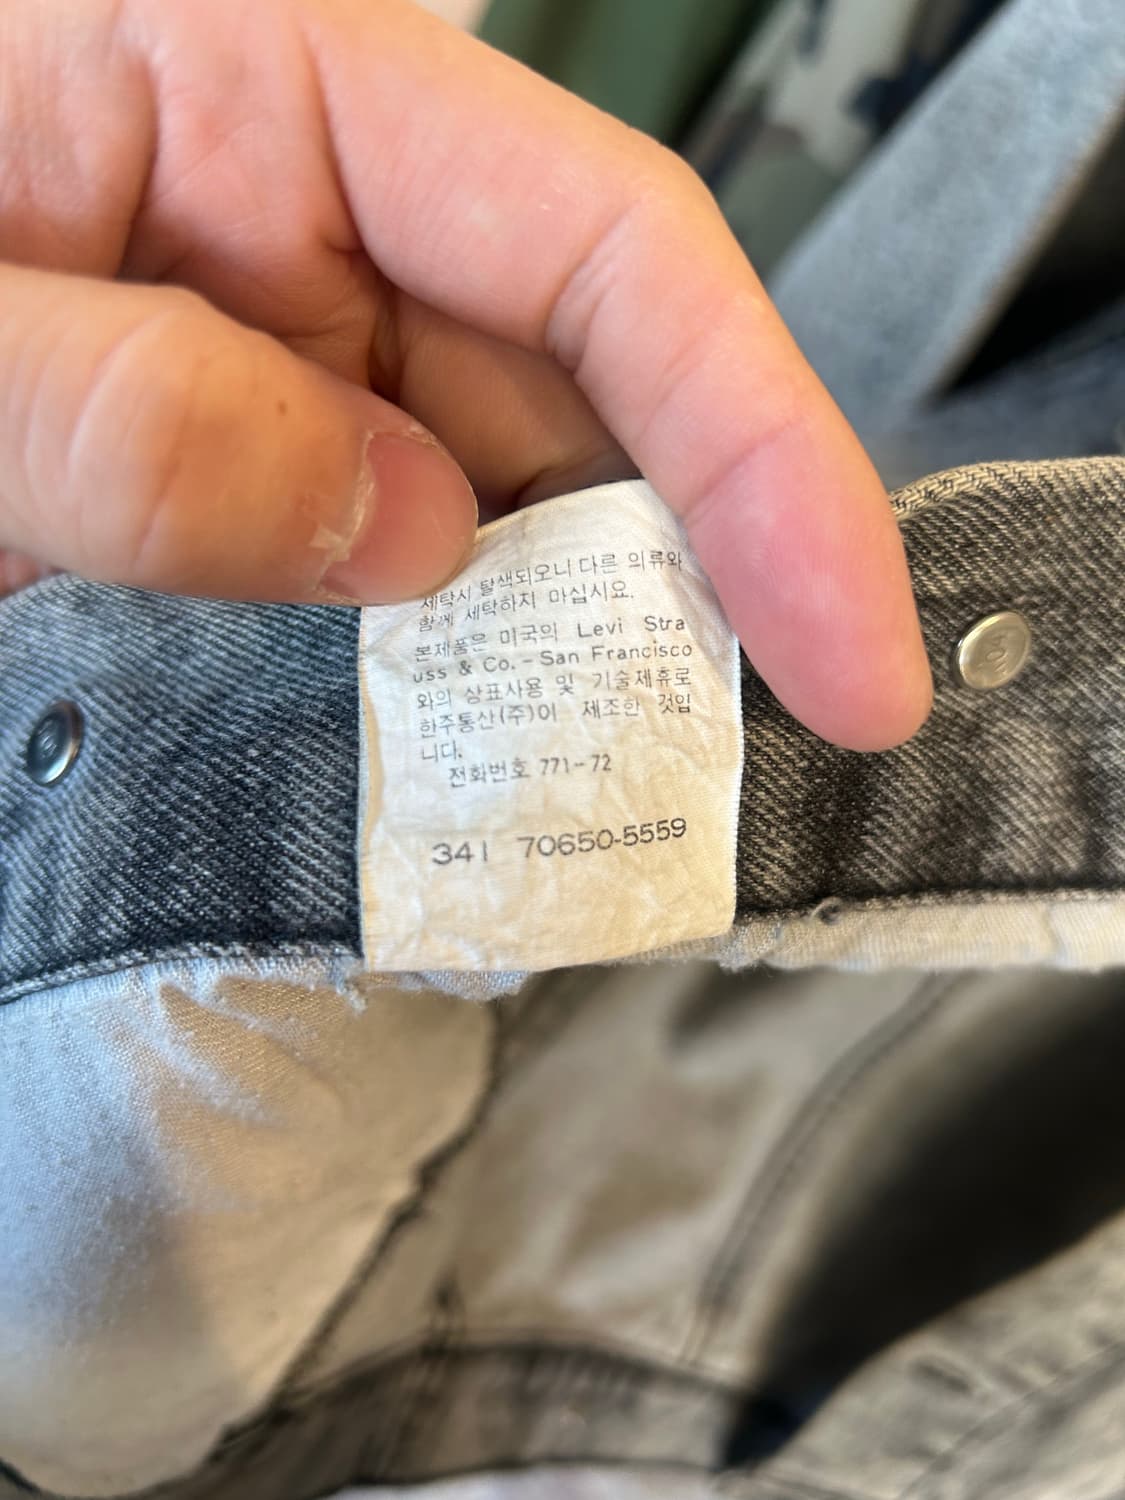 세탁시 탈색되오니 다른 의류와
함께 세탁하지 마십시요.
본제품은 미국의 Levi Stra
uss & Co. - San Francisco
와의 상표사용 및 기술제휴로
한주통산(주)이 제조한 것입
니다.
전화번호 771-72
341 70650-5559